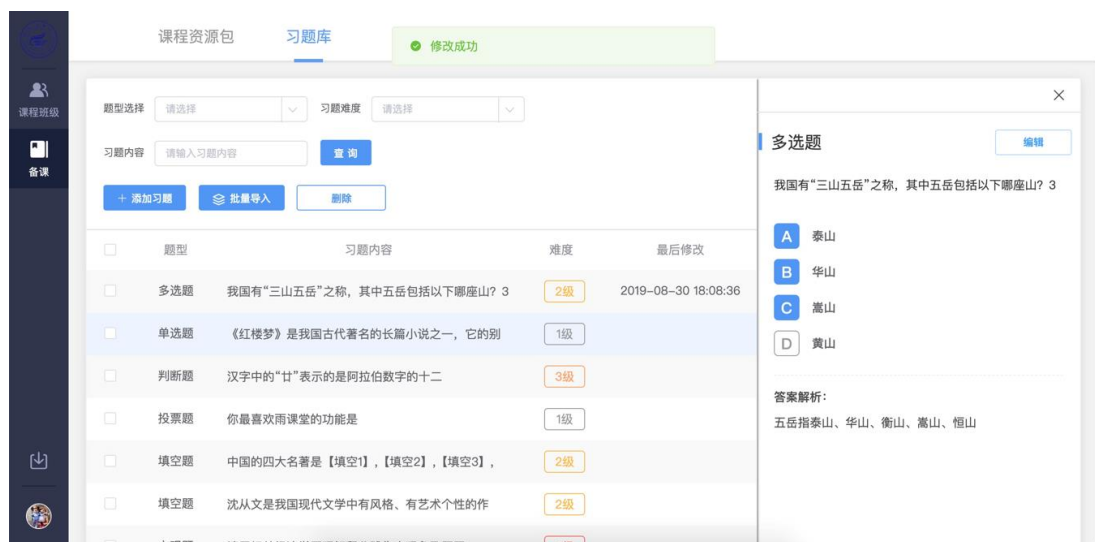 课程资源包 习题库
修改成功
课程班级
备课
题型选择 请选择 习题难度 请选择
习题内容 请输入习题内容 查询
+ 添加习题 批量导入 删除
题型 习题内容 难度 最后修改
多选题 我国有“三山五岳”之称，其中五岳包括以下哪座山？3 2级 2019-08-30 18:08:36
单选题 《红楼梦》是我国古代著名的长篇小说之一，它的别 1级
判断题 汉字中的“廿”表示的是阿拉伯数字的十二 3级
投票题 你最喜欢雨课堂的功能是 1级
填空题 中国的四大名著是【填空1】,【填空2】,【填空3】, 2级
填空题 沈从文是我国现代文学中有风格、有艺术个性的作 2级
多选题 编辑
我国有“三山五岳”之称，其中五岳包括以下哪座山？3
A 泰山
B 华山
C 嵩山
D 黄山
答案解析：
五岳指泰山、华山、衡山、嵩山、恒山